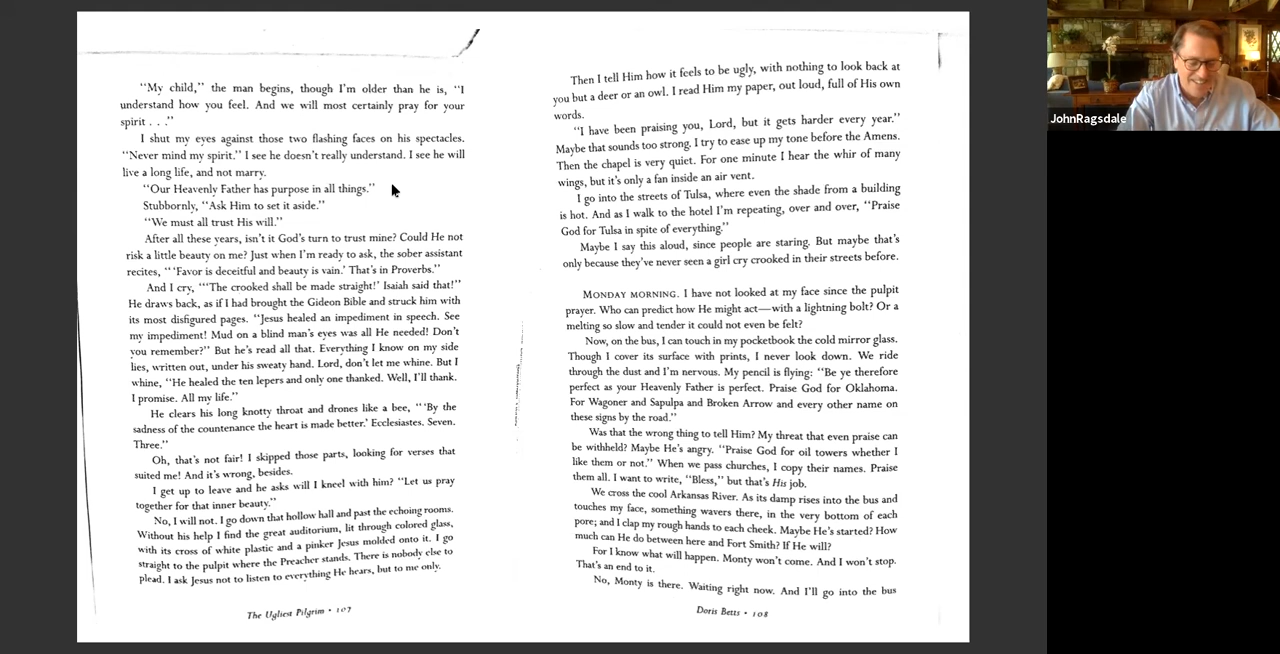 "My child," the man begins, though I'm older than he is, "I
understand how you feel. And we will most certainly pray for your
spirit . . ."
I shut my eyes against those two flashing faces on his spectacles.
"Never mind my spirit." I see he doesn't really understand. I see he will
live a long life, and not marry.
"Our Heavenly Father has purpose in all things."
Stubbornly, "Ask Him to set it aside."
"We must all trust His will."
After all these years, isn't it God's turn to trust mine? Could He not
risk a little beauty on me? Just when I'm ready to ask, the sober assistant
recites, "'Favor is deceitful and beauty is vain.' That's in Proverbs."
And I cry, "'The crooked shall be made straight!' Isaiah said that!"
He draws back, as if I had brought the Gideon Bible and struck him with
its most disfigured pages. "Jesus healed an impediment in speech. See
my impediment! Mud on a blind man's eyes was all He needed! Don't
you remember?" But he's read all that. Everything I know on my side
lies, written out, under his sweaty hand. Lord, don't let me whine. But I
whine, "He healed the ten lepers and only one thanked. Well, I'll thank.
I promise. All my life."
He clears his long knotty throat and drones like a bee, "'By the
sadness of the countenance the heart is made better.' Ecclesiastes. Seven.
Three."
Oh, that's not fair! I skipped those parts, looking for verses that
suited me! And it's wrong, besides.
I get up to leave and he asks will I kneel with him? "Let us pray
together for that inner beauty."
No, I will not. I go down that hollow hall and past the echoing rooms.
Without his help I find the great auditorium, lit through colored glass,
with its cross of white plastic and a pinker Jesus molded onto it. I go
straight to the pulpit where the Preacher stands. There is nobody else to
plead. I ask Jesus not to listen to everything He hears, but to me only.
The Ugliest Pilgrim • 107
Then I tell Him how it feels to be ugly, with nothing to look back at
you but a deer or an owl. I read Him my paper, out loud, full of His own
words.
"I have been praising you, Lord, but it gets harder every year."
Maybe that sounds too strong. I try to ease up my tone before the Amens.
Then the chapel is very quiet. For one minute I hear the whir of many
wings, but it's only a fan inside an air vent.
I go into the streets of Tulsa, where even the shade from a building
is hot. And as I walk to the hotel I'm repeating, over and over, "Praise
God for Tulsa in spite of everything."
Maybe I say this aloud, since people are staring. But maybe that's
only because they've never seen a girl cry crooked in their streets before.
MONDAY MORNING. I have not looked at my face since the pulpit
prayer. Who can predict how He might act—with a lightning bolt? Or a
melting so slow and tender it could not even be felt?
Now, on the bus, I can touch in my pocketbook the cold mirror glass.
Though I cover its surface with prints, I never look down. We ride
through the dust and I'm nervous. My pencil is flying: "Be ye therefore
perfect as your Heavenly Father is perfect. Praise God for Oklahoma.
For Wagoner and Sapulpa and Broken Arrow and every other name on
these signs by the road."
Was that the wrong thing to tell Him? My threat that even praise can
be withheld? Maybe He's angry. "Praise God for oil towers whether I
like them or not." When we pass churches, I copy their names. Praise
them all. I want to write, "Bless," but that's His job.
We cross the cool Arkansas River. As its damp rises into the bus and
touches my face, something wavers there, in the very bottom of each
pore; and I clap my rough hands to each cheek. Maybe He's started? How
much can He do between here and Fort Smith? If He will?
For I know what will happen. Monty won't come. And I won't stop.
That's an end to it.
No, Monty is there. Waiting right now. And I'll go into the bus
Doris Betts • 108
JohnRagsdale